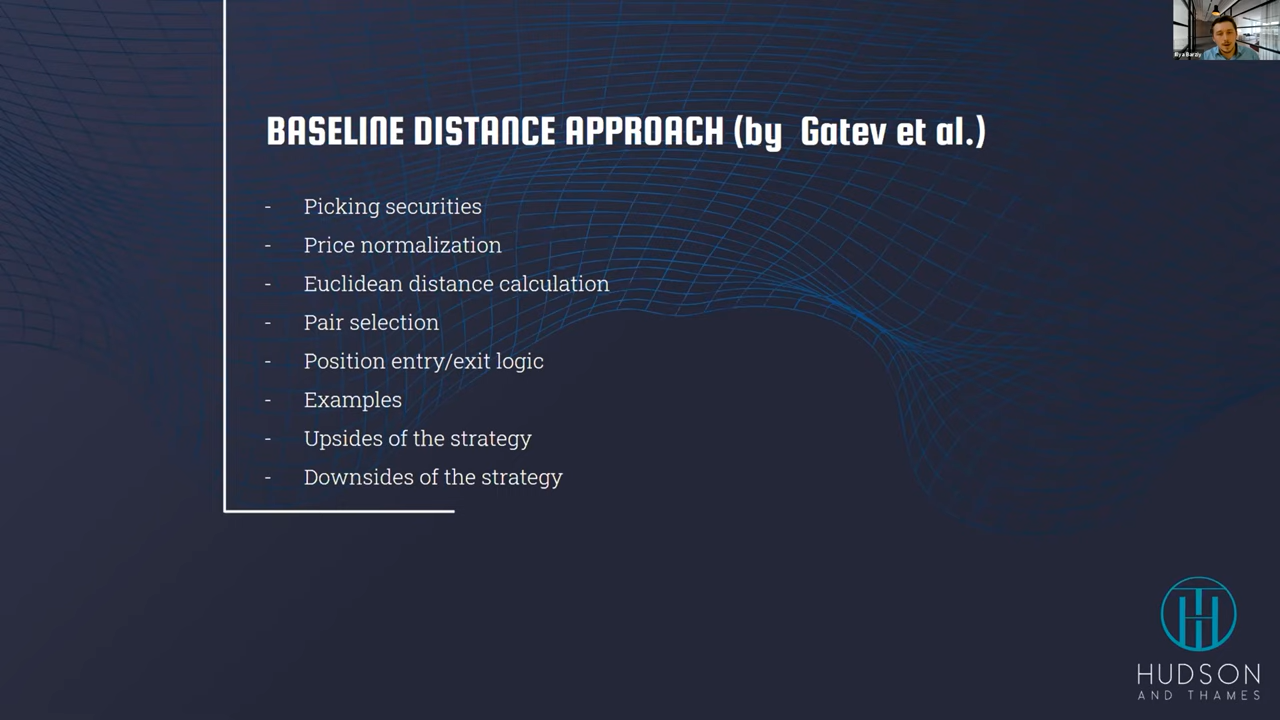 BASELINE DISTANCE APPROACH (by Gatev et al.)
- Picking securities
- Price normalization
- Euclidean distance calculation
- Pair selection
- Position entry/exit logic
- Examples
- Upsides of the strategy
- Downsides of the strategy
HUDSON
AND THAMES